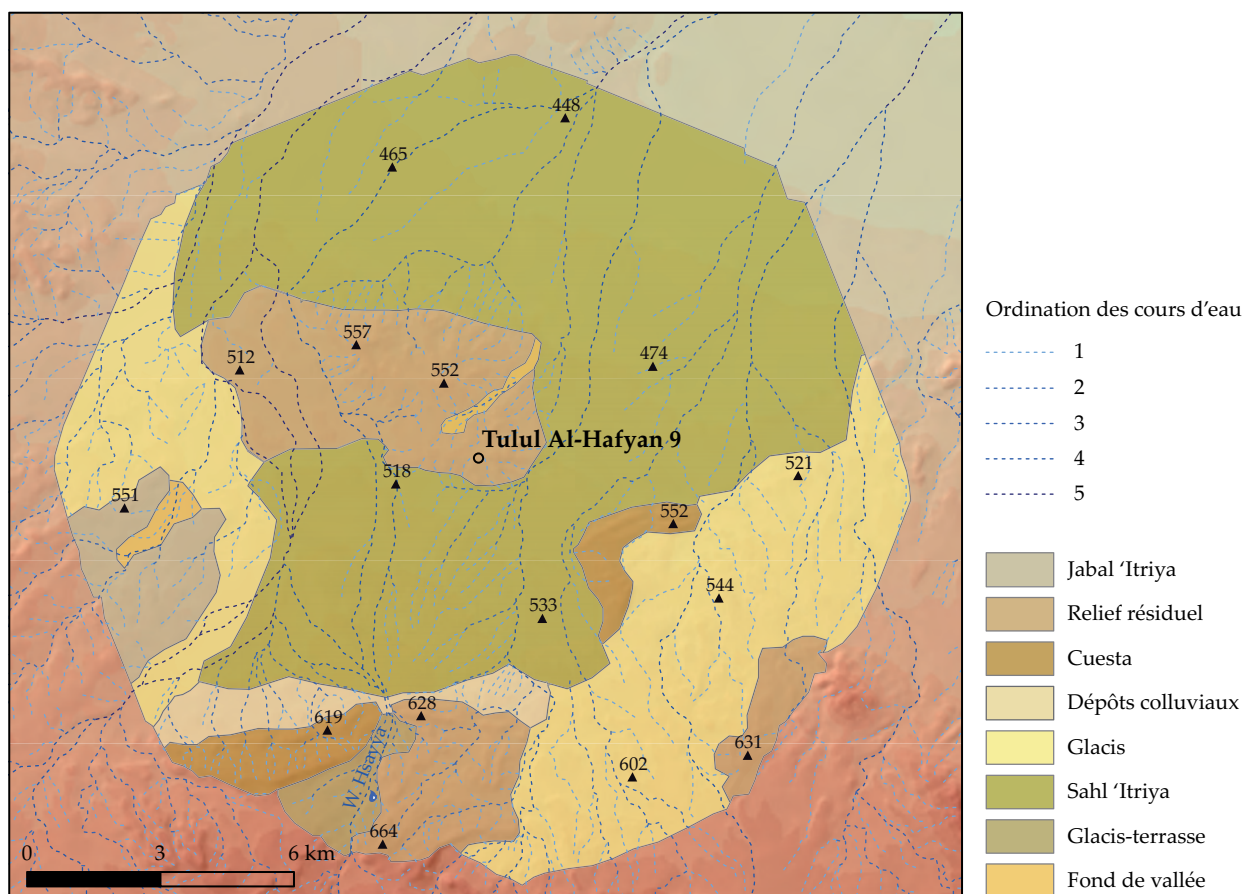 448
465
557
512
552
474
Tulul Al-Hafyan 9
518
521
551
552
544
533
628
619
W. Hsayya
631
602
664
0 3 6 km
Ordination des cours d'eau
1
2
3
4
5
Jabal ‘Itriya
Relief résiduel
Cuesta
Dépôts colluviaux
Glacis
Sahl ‘Itriya
Glacis-terrasse
Fond de vallée